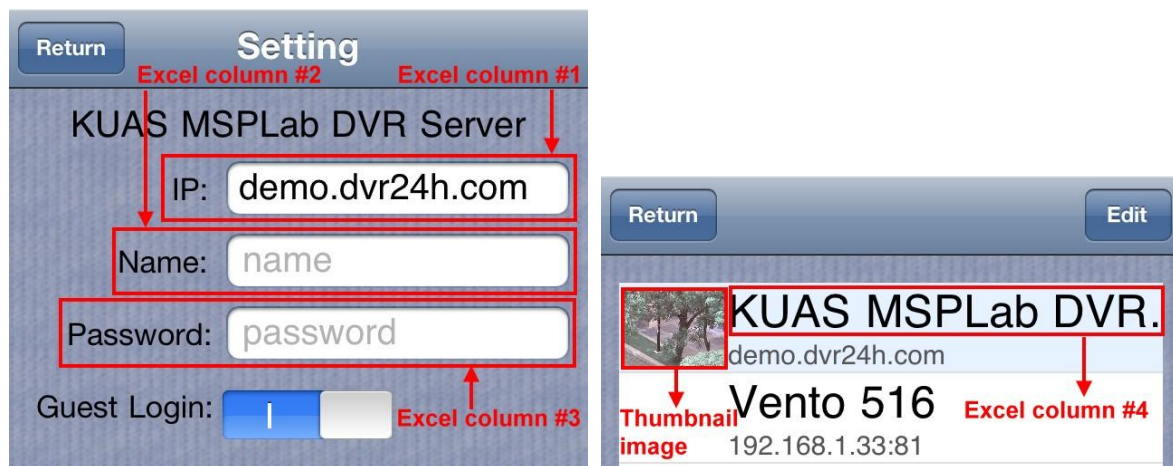 Return
Setting
Excel column #2
Excel column #1
KUAS MSPLab DVR Server
IP: demo.dvr24h.com
Name: name
Password: password
Guest Login: I
Excel column #3
Return
Edit
KUAS MSPLab DVR.
demo.dvr24h.com
Vento 516
192.168.1.33:81
Thumbnail
image
Excel column #4